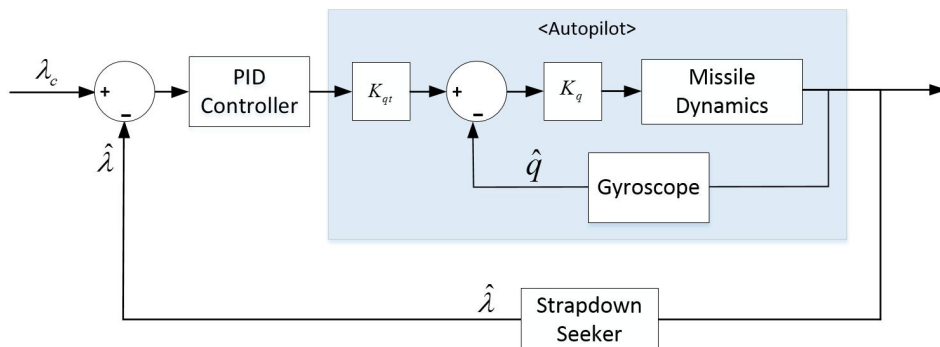 <Autopilot>
λc
+
−
PID
Controller
Kqt
+
−
Kq
Missile
Dynamics
λ̂
q̂
Gyroscope
λ̂
Strapdown
Seeker